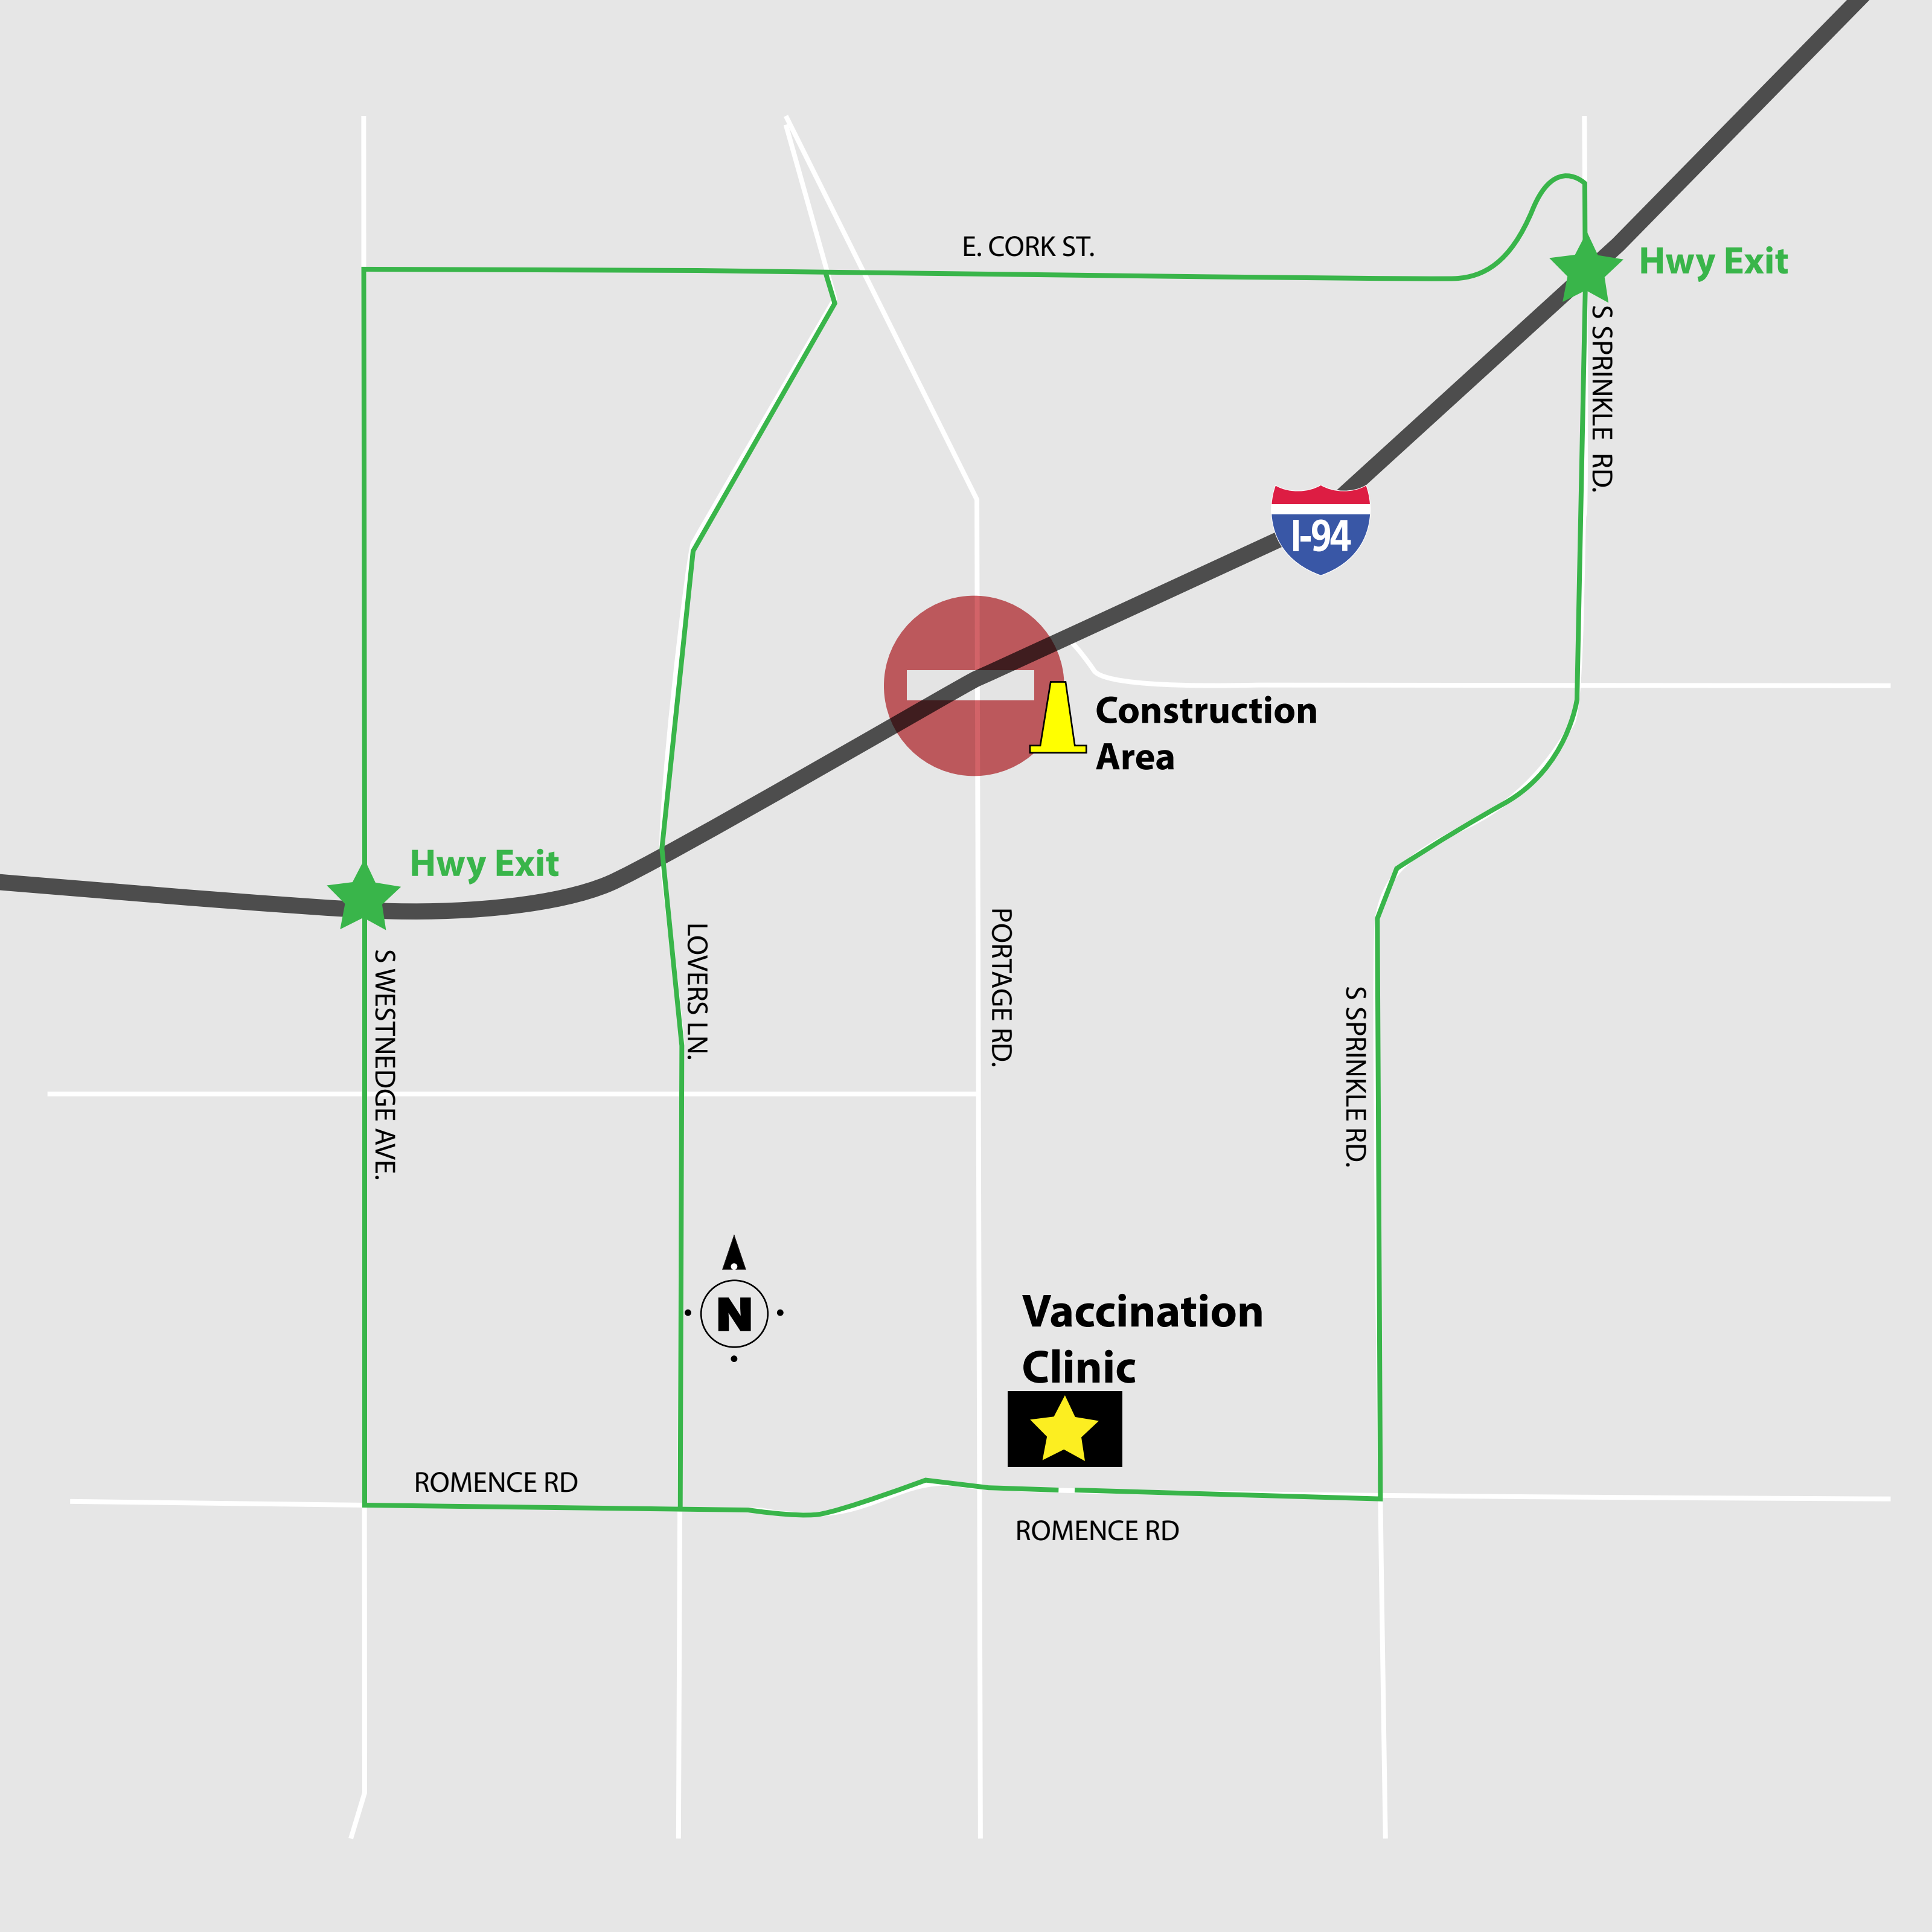 E. CORK ST.
Hwy Exit
S SPRINKLE RD.
I-94
Construction
Area
Hwy Exit
S WESTNEDGE AVE.
LOVERS LN.
PORTAGE RD.
S SPRINKLE RD.
N
Vaccination
Clinic
ROMENCE RD
ROMENCE RD